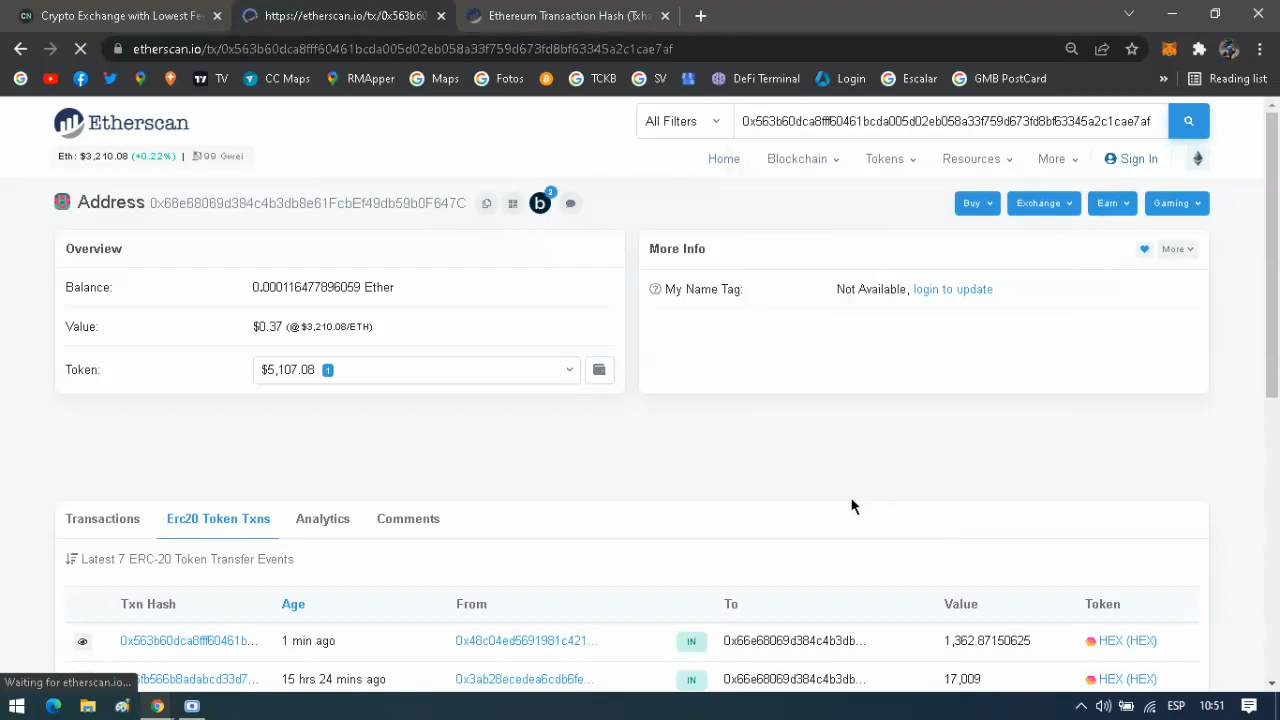 Crypto Exchange with Lowest Fe
https://etherscan.io/tx/0x563b6
Ethereum Transaction Hash (Txha
etherscan.io/tx/0x563b60dca8fff60461bcda005d02eb058a33f759d673fd8bf63345a2c1cae7af
TV
CC Maps
RMApper
Maps
Fotos
TCKB
SV
DeFi Terminal
Login
Escalar
GMB PostCard
»
Reading list
Etherscan
All Filters
0x563b60dca8fff60461bcda005d02eb058a33f759d673fd8bf63345a2c1cae7af
Eth: $3,210.08 (+0.22%) | 99 Gwei
Home
Blockchain
Tokens
Resources
More
Sign In
Address 0x66e68069d384c4b3db8e61FcbEf49db59b0F647C
b 2
Buy
Exchange
Earn
Gaming
Overview
Balance: 0.000116477896059 Ether
Value: $0.37 (@ $3,210.08/ETH)
Token: $5,107.08 1
More Info
More
My Name Tag: Not Available, login to update
Transactions
Erc20 Token Txns
Analytics
Comments
Latest 7 ERC-20 Token Transfer Events
Txn Hash Age From To Value Token
0x563b60dca8fff60461b... 1 min ago 0x48c04ed5691981c421... IN 0x66e68069d384c4b3db... 1,362.87150625 HEX (HEX)
fb566b8adabcd33d7... 15 hrs 24 mins ago 0x3ab28ecedea6cdb6fe... IN 0x66e68069d384c4b3db... 17,009 HEX (HEX)
Waiting for etherscan.io...
ESP
10:51